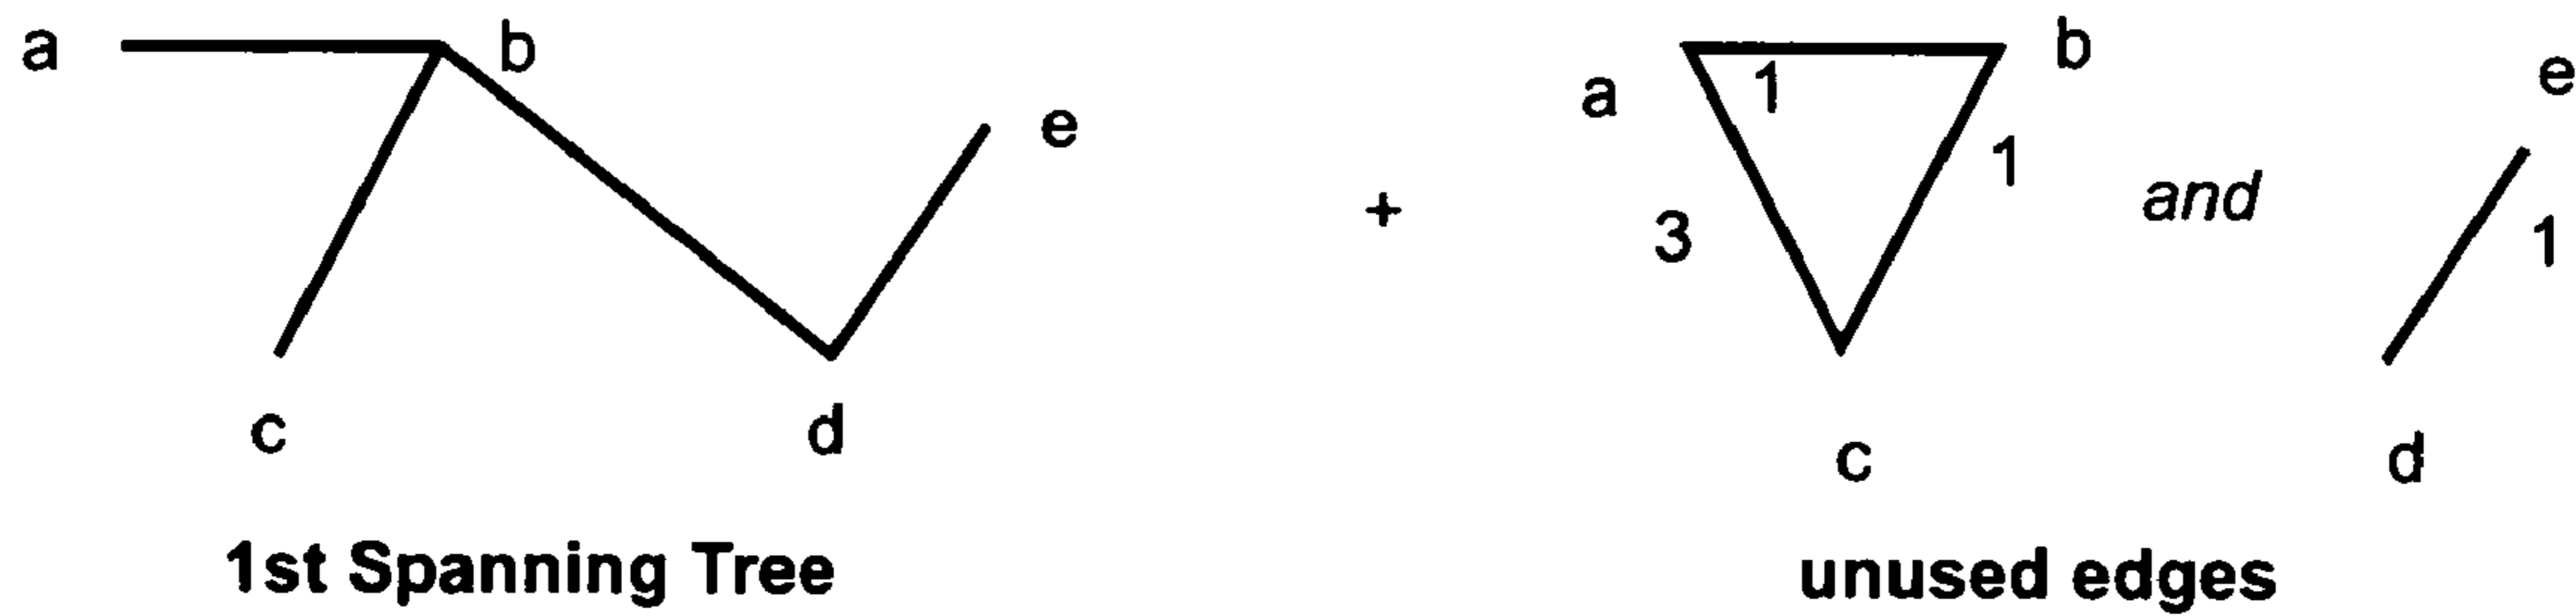 a b e
c d
1st Spanning Tree
+
a b
1
3 1
c
and
e
1
d
unused edges